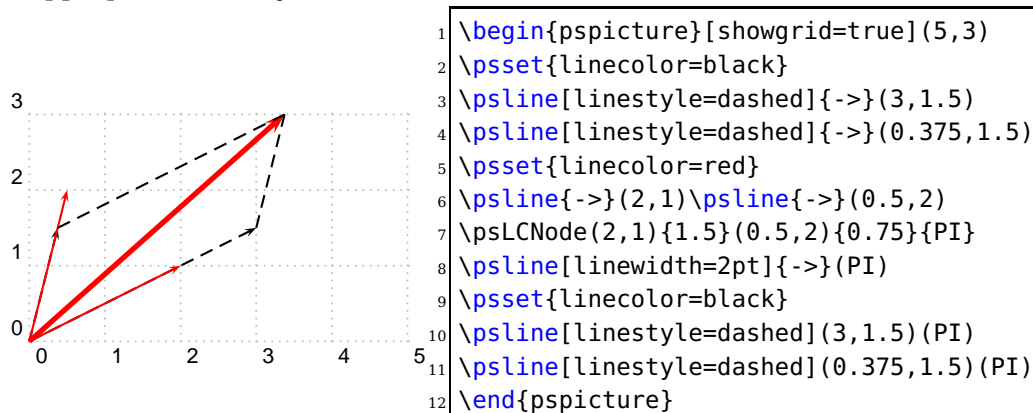 3
2
1
0
0 1 2 3 4 5
1 \begin{pspicture}[showgrid=true](5,3)
2 \psset{linecolor=black}
3 \psline[linestyle=dashed]{->}(3,1.5)
4 \psline[linestyle=dashed]{->}(0.375,1.5)
5 \psset{linecolor=red}
6 \psline{->}(2,1)\psline{->}(0.5,2)
7 \psLCNode(2,1){1.5}(0.5,2){0.75}{PI}
8 \psline[linewidth=2pt]{->}(PI)
9 \psset{linecolor=black}
10 \psline[linestyle=dashed](3,1.5)(PI)
11 \psline[linestyle=dashed](0.375,1.5)(PI)
12 \end{pspicture}